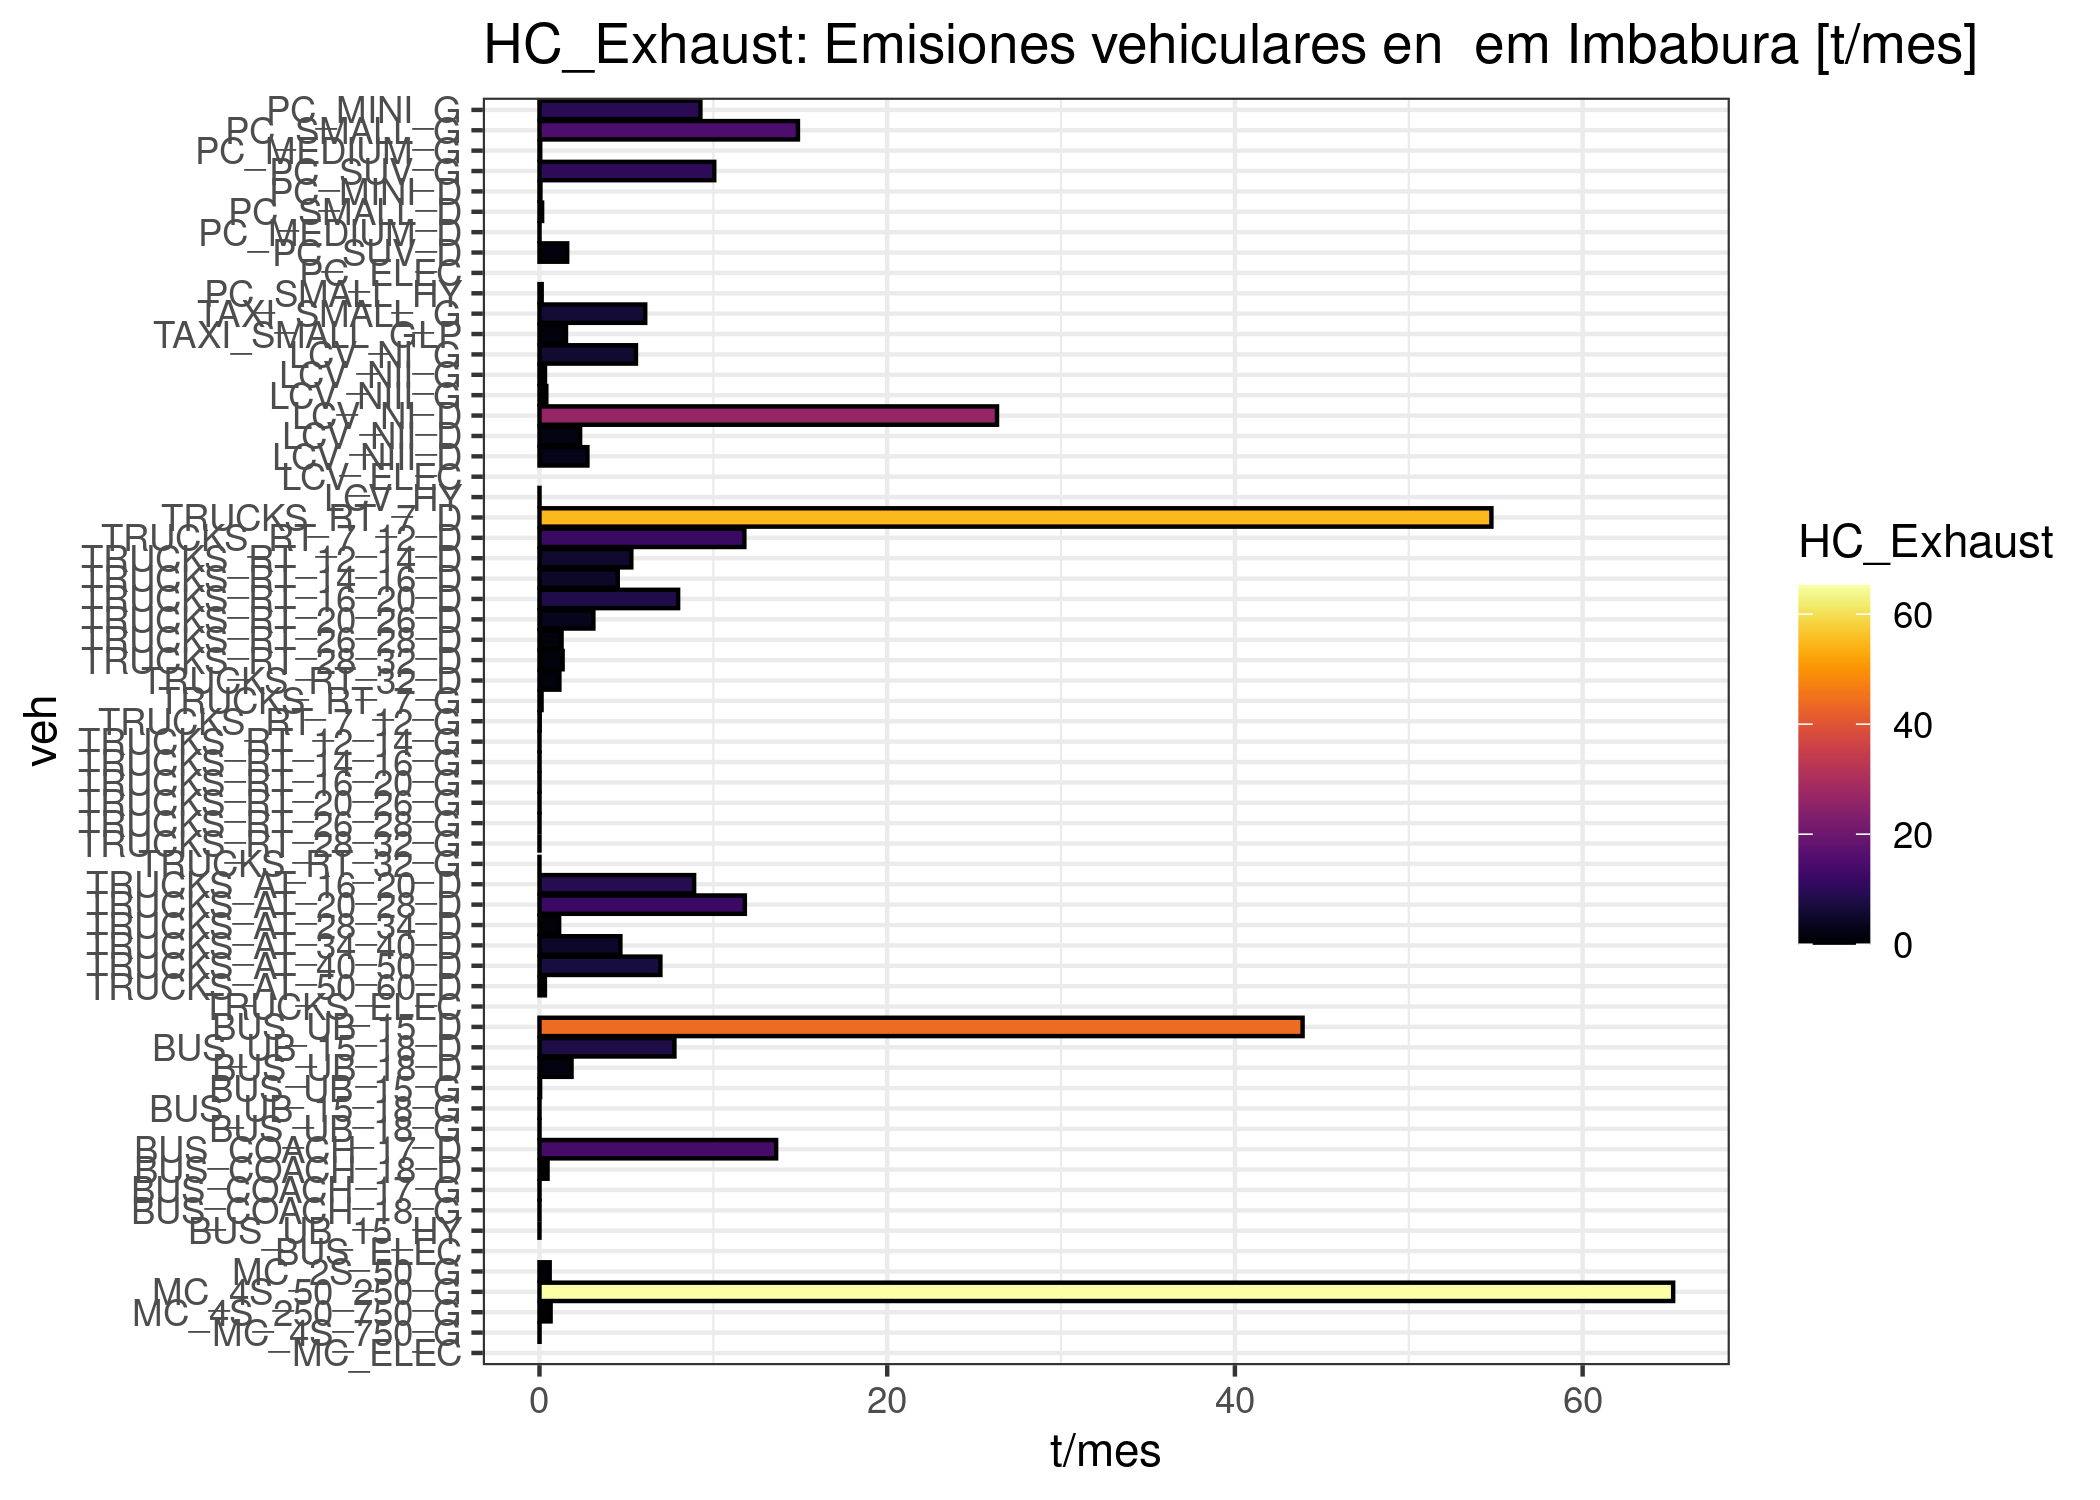 HC_Exhaust: Emisiones vehiculares en  em Imbabura [t/mes]
PC_MINI_G
PC_SMALL_G
PC_MEDIUM_G
PC_SUV_G
PC_MINI_D
PC_SMALL_D
PC_MEDIUM_D
PC_SUV_D
PC_ELEC
PC_SMALL_HY
TAXI_SMALL_G
TAXI_SMALL_GLP
LCV_NI_G
LCV_NII_G
LCV_NIII_G
LCV_NI_D
LCV_NII_D
LCV_NIII_D
LCV_ELEC
LCV_HY
TRUCKS_RT_7_D
TRUCKS_RT_7_12_D
TRUCKS_RT_12_14_D
TRUCKS_RT_14_16_D
TRUCKS_RT_16_20_D
TRUCKS_RT_20_26_D
TRUCKS_RT_26_28_D
TRUCKS_RT_28_32_D
TRUCKS_RT_32_D
TRUCKS_RT_7_G
TRUCKS_RT_7_12_G
TRUCKS_RT_12_14_G
TRUCKS_RT_14_16_G
TRUCKS_RT_16_20_G
TRUCKS_RT_20_26_G
TRUCKS_RT_26_28_G
TRUCKS_RT_28_32_G
TRUCKS_RT_32_G
TRUCKS_AT_16_20_D
TRUCKS_AT_20_28_D
TRUCKS_AT_28_34_D
TRUCKS_AT_34_40_D
TRUCKS_AT_40_50_D
TRUCKS_AT_50_60_D
TRUCKS_ELEC
BUS_UB_15_D
BUS_UB_15_18_D
BUS_UB_18_D
BUS_UB_15_G
BUS_UB_15_18_G
BUS_UB_18_G
BUS_COACH_17_D
BUS_COACH_18_D
BUS_COACH_17_G
BUS_COACH_18_G
BUS_UB_15_HY
BUS_ELEC
MC_2S_50_G
MC_4S_50_250_G
MC_4S_250_750_G
MC_4S_750_G
MC_ELEC
veh
0 20 40 60
t/mes
HC_Exhaust
60
40
20
0